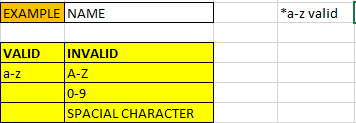 EXAMPLE NAME *a-z valid
VALID INVALID
a-z A-Z
0-9
SPACIAL CHARACTER